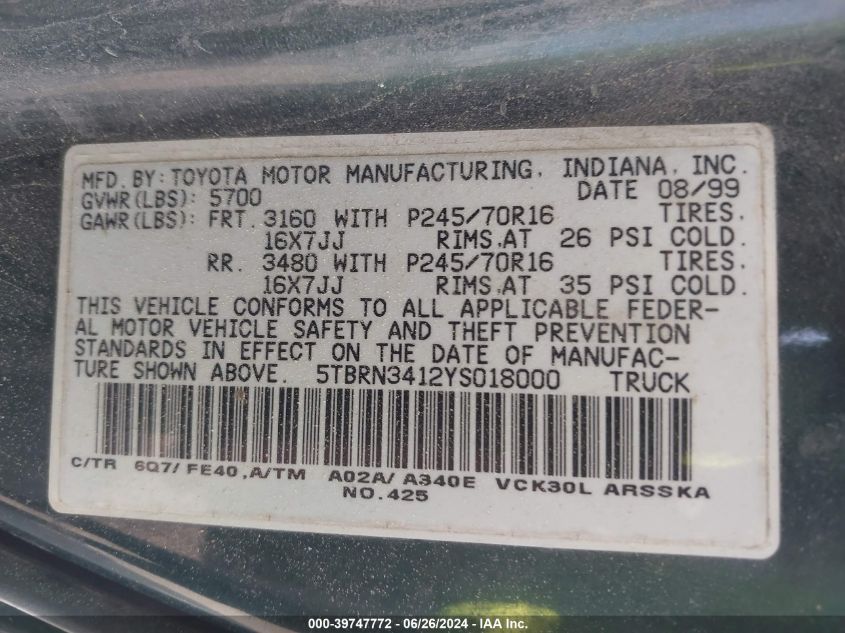 MFD. BY: TOYOTA MOTOR MANUFACTURING, INDIANA, INC.
GVWR(LBS): 5700 DATE 08/99
GAWR(LBS): FRT. 3160 WITH P245/70R16 TIRES.
16X7JJ RIMS.AT 26 PSI COLD.
RR. 3480 WITH P245/70R16 TIRES.
16X7JJ RIMS.AT 35 PSI COLD.
THIS VEHICLE CONFORMS TO ALL APPLICABLE FEDER-
AL MOTOR VEHICLE SAFETY AND THEFT PREVENTION
STANDARDS IN EFFECT ON THE DATE OF MANUFAC-
TURE SHOWN ABOVE. 5TBRN3412YS018000 TRUCK
C/TR 6Q7/ FE40,A/TM A02A/ A340E VCK30L ARSSKA
NO.425
000-39747772 - 06/26/2024 - IAA Inc.